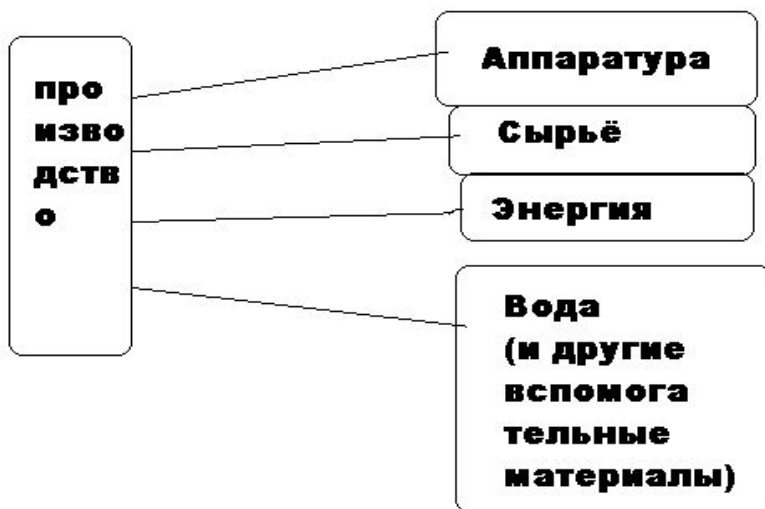 про
изво
дств
о
Аппаратура
Сырьё
Энергия
Вода
(и другие
вспомога
тельные
материалы)